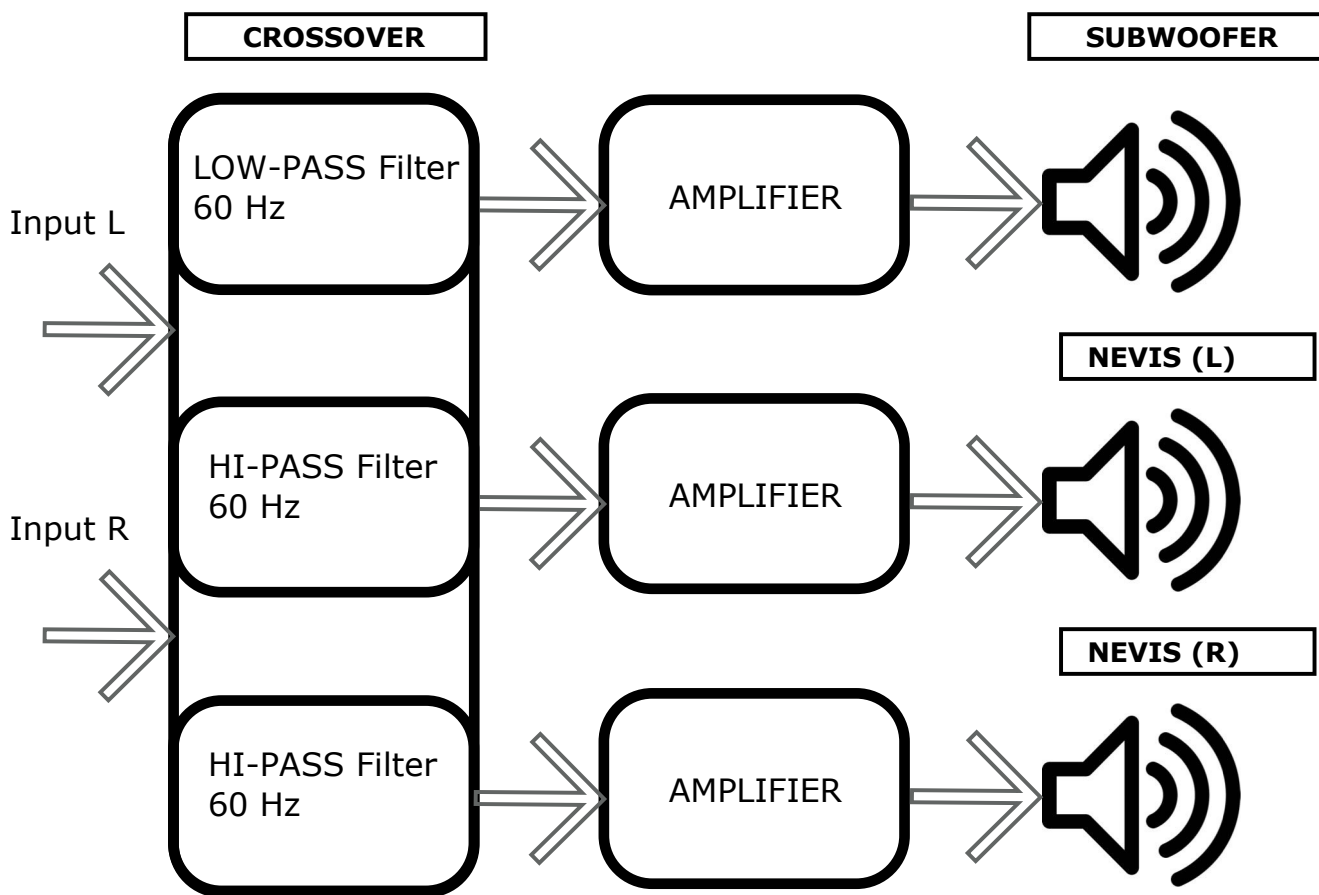 CROSSOVER
SUBWOOFER
LOW-PASS Filter
60 Hz
AMPLIFIER
Input L
NEVIS (L)
HI-PASS Filter
60 Hz
AMPLIFIER
Input R
NEVIS (R)
HI-PASS Filter
60 Hz
AMPLIFIER